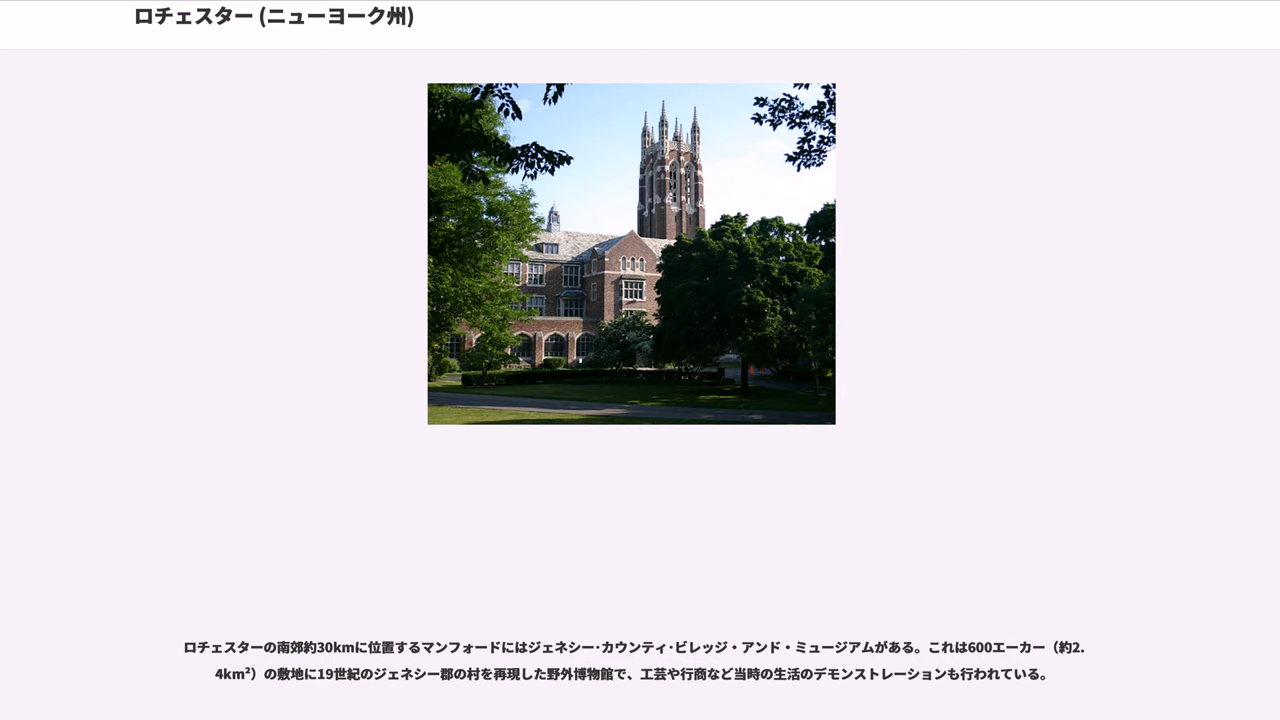 ロチェスター (ニューヨーク州)
ロチェスターの南郊約30kmに位置するマンフォードにはジェネシー·カウンティ·ビレッジ・アンド・ミュージアムがある。これは600エーカー（約2.
4km²）の敷地に19世紀のジェネシー郡の村を再現した野外博物館で、工芸や行商など当時の生活のデモンストレーションも行われている。